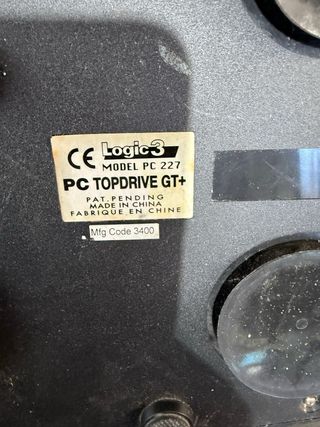 CE Logic3
MODEL PC 227
PC TOPDRIVE GT+
PAT.PENDING
MADE IN CHINA
FABRIQUE EN CHINE
Mfg Code 3400